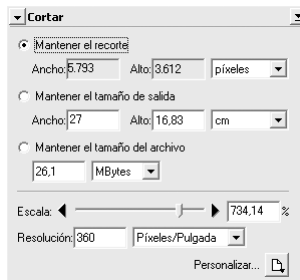 Cortar
Mantener el recorte
Ancho: 5.793 Alto: 3.612 píxeles
Mantener el tamaño de salida
Ancho: 27 Alto: 16,83 cm
Mantener el tamaño del archivo
26,1 MBytes
Escala: 734,14 %
Resolución: 360 Píxeles/Pulgada
Personalizar...